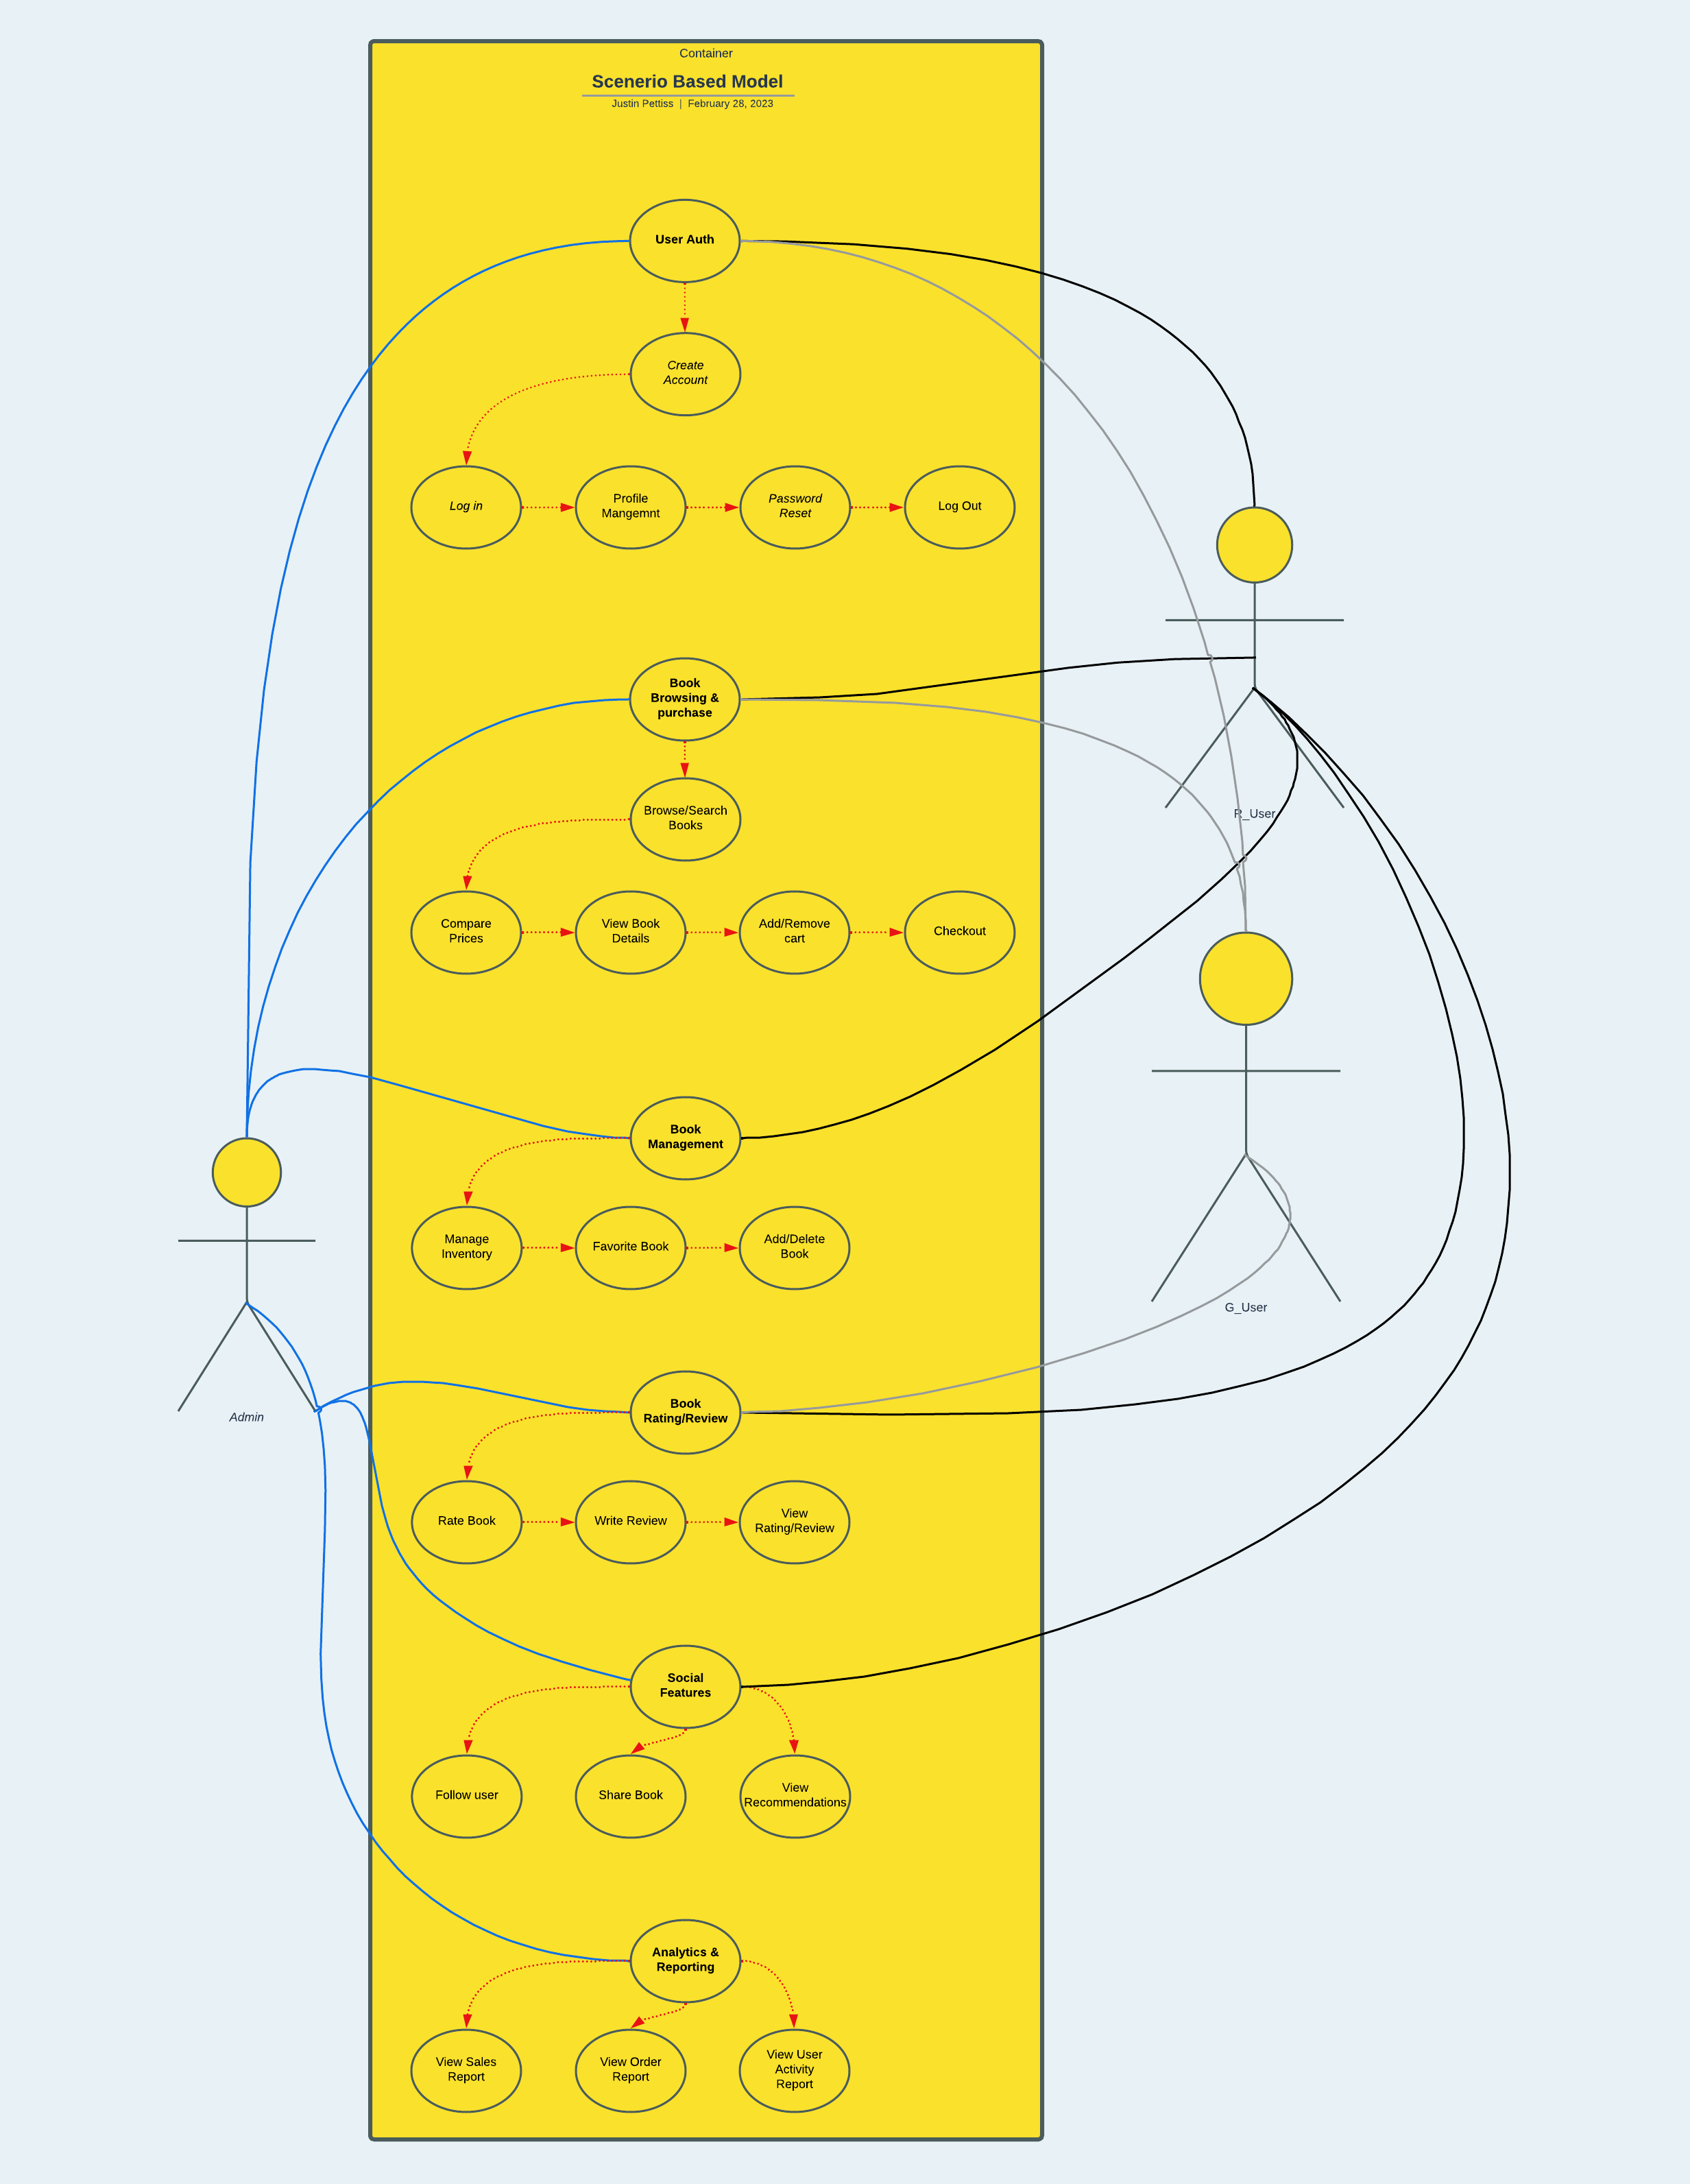 Container
Scenerio Based Model
Justin Pettiss | February 28, 2023
User Auth
Create
Account
Log in
Profile
Mangemnt
Password
Reset
Log Out
Book
Browsing &
purchase
Browse/Search
Books
R_User
Compare
Prices
View Book
Details
Add/Remove
cart
Checkout
Book
Management
Manage
Inventory
Favorite Book
Add/Delete
Book
G_User
Admin
Book
Rating/Review
Rate Book
Write Review
View
Rating/Review
Social
Features
Follow user
Share Book
View
Recommendations
Analytics &
Reporting
View Sales
Report
View Order
Report
View User
Activity
Report